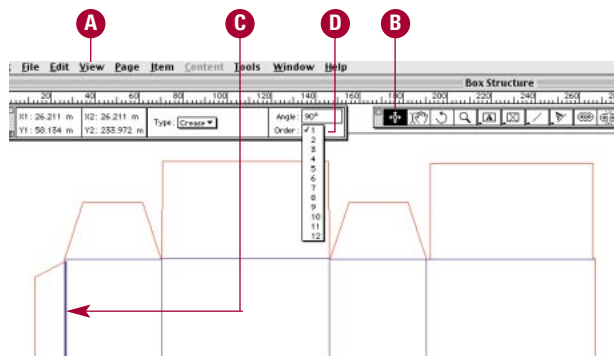 A C D B
File Edit View Page Item Content Tools Window Help
Box Structure
20 40 60 80 100 120 140 160 180 200 220 240 260
X1: 26.211 m X2: 26.211 m Type: Crease Angle: 90°
Y1: 58.134 m Y2: 233.972 m Order: ✓1
2
3
4
5
6
7
8
9
10
11
12